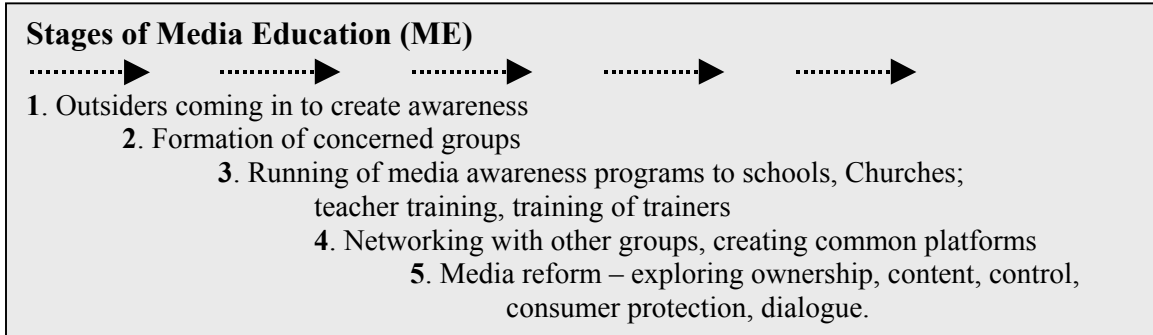 Stages of Media Education (ME)
1. Outsiders coming in to create awareness
2. Formation of concerned groups
3. Running of media awareness programs to schools, Churches;
teacher training, training of trainers
4. Networking with other groups, creating common platforms
5. Media reform – exploring ownership, content, control,
consumer protection, dialogue.